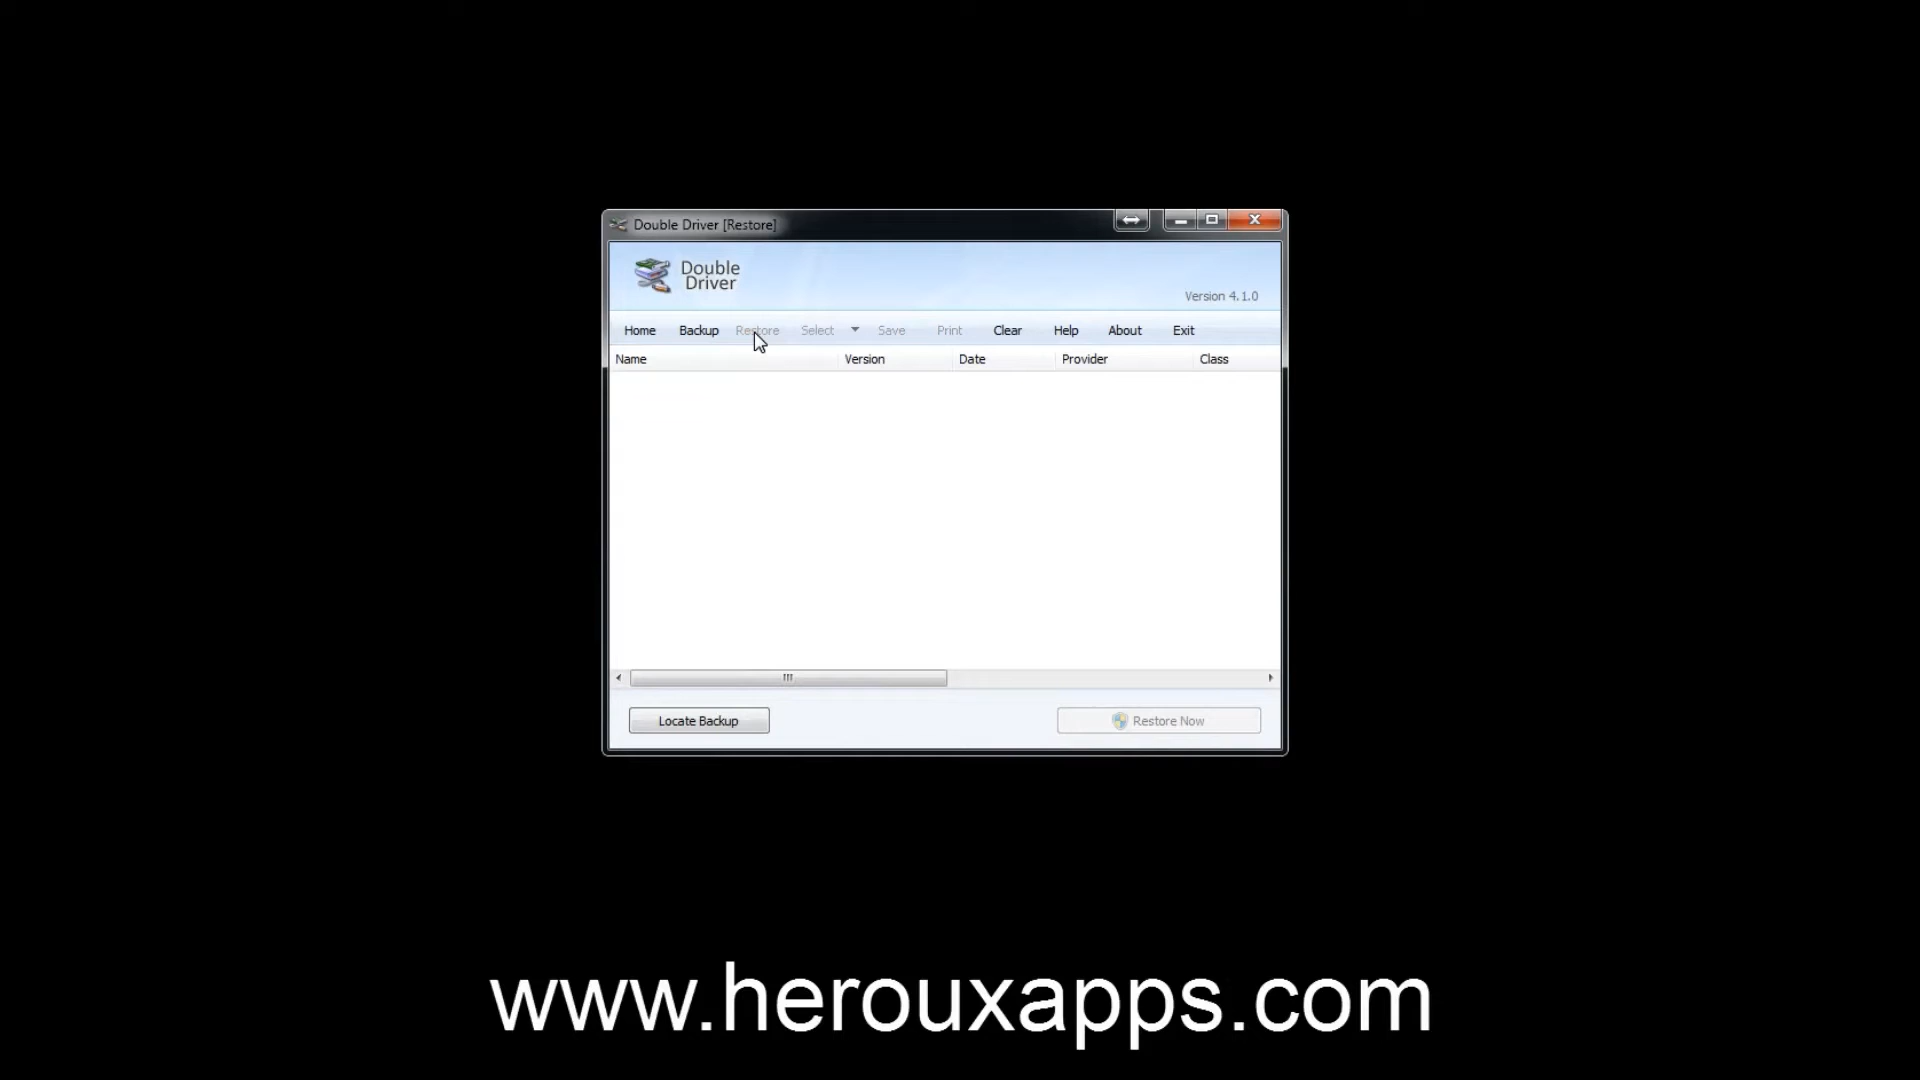 Double Driver [Restore]
Double
Driver
Version 4.1.0
Home Backup Restore Select Save Print Clear Help About Exit
Name Version Date Provider Class
Locate Backup Restore Now
www.herouxapps.com